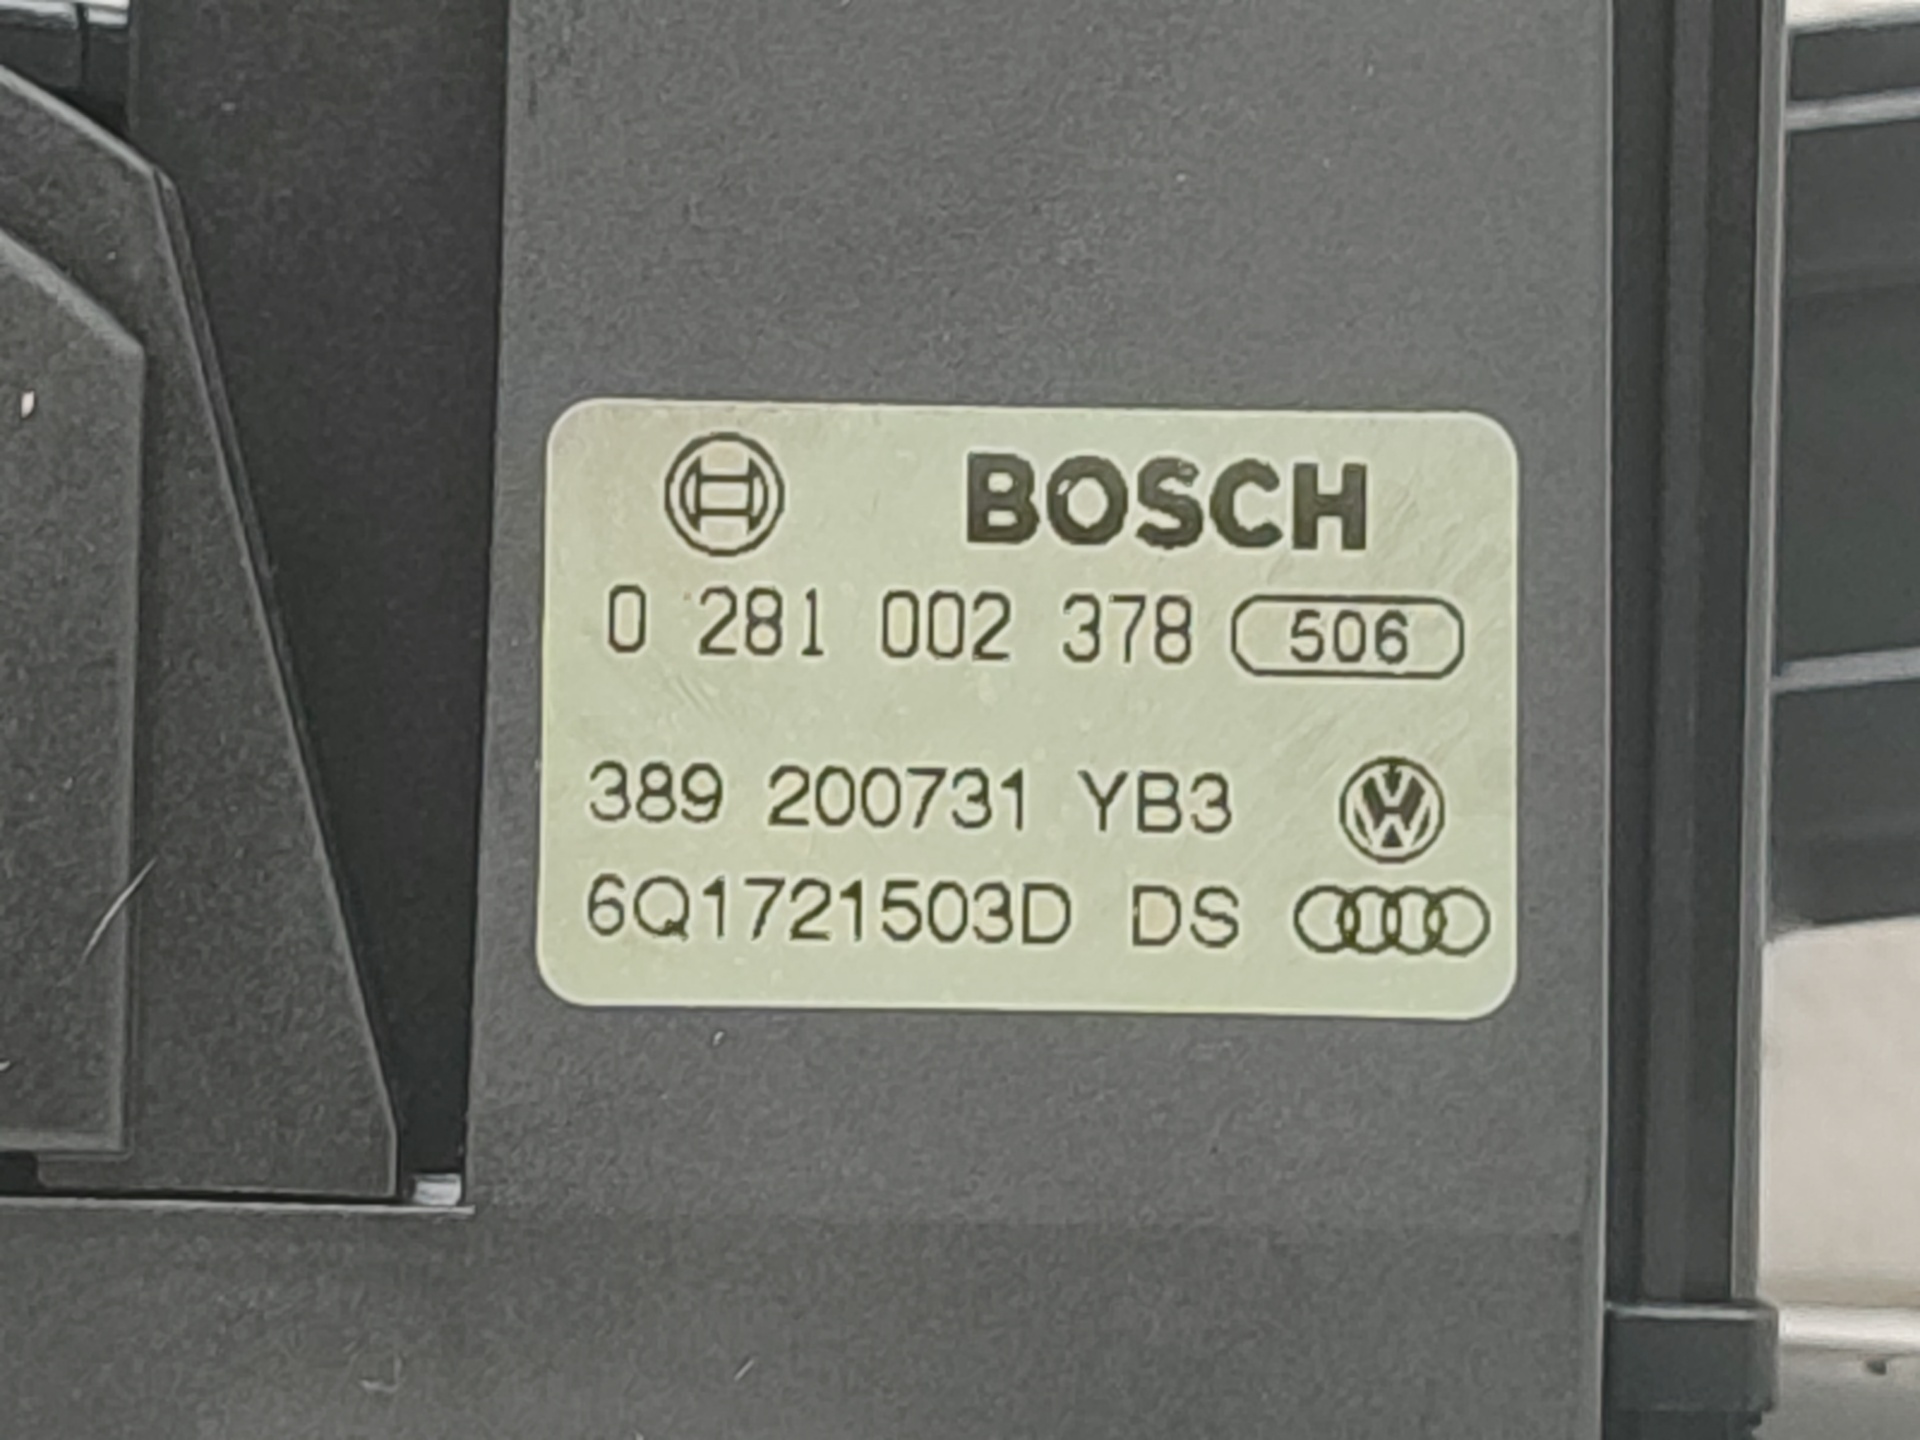 BOSCH
0 281 002 378 506
389 200731 YB3
6Q1721503D DS